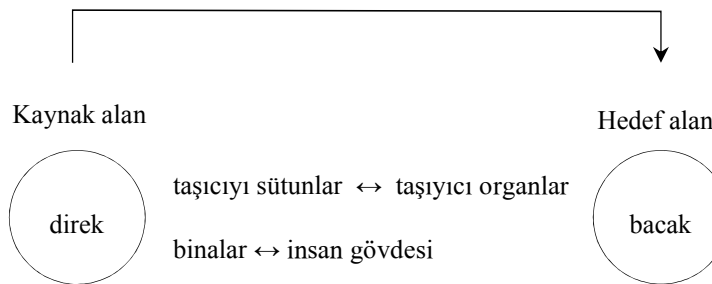 Kaynak alan
Hedef alan
taşıcıyı sütunlar ↔ taşıyıcı organlar
direk
bacak
binalar ↔ insan gövdesi